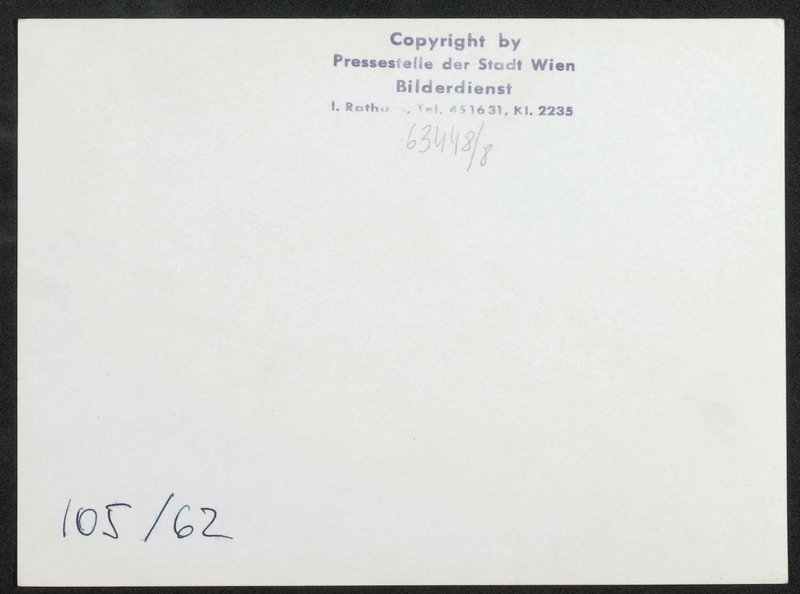 Copyright by
Pressestelle der Stadt Wien
Bilderdienst
I. Tel. 451631, Kl. 2235
63448/8
105/62